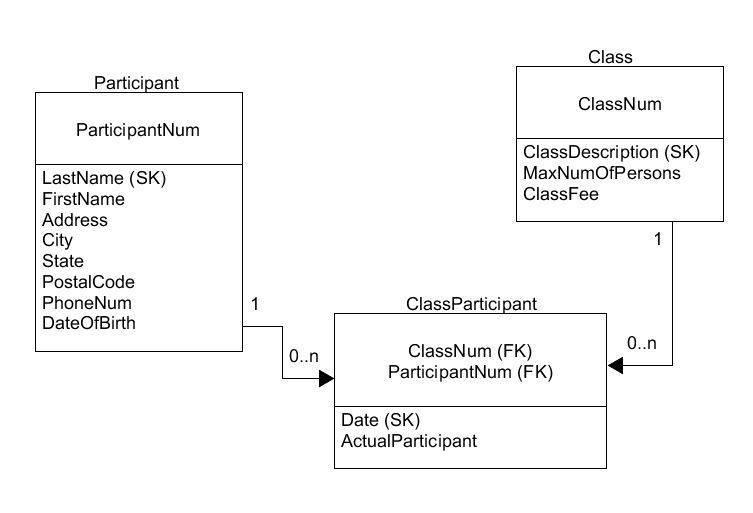 Participant
ParticipantNum
LastName (SK)
FirstName
Address
City
State
PostalCode
PhoneNum
DateOfBirth
1
0..n
Class
ClassNum
ClassDescription (SK)
MaxNumOfPersons
ClassFee
1
0..n
ClassParticipant
ClassNum (FK)
ParticipantNum (FK)
Date (SK)
ActualParticipant